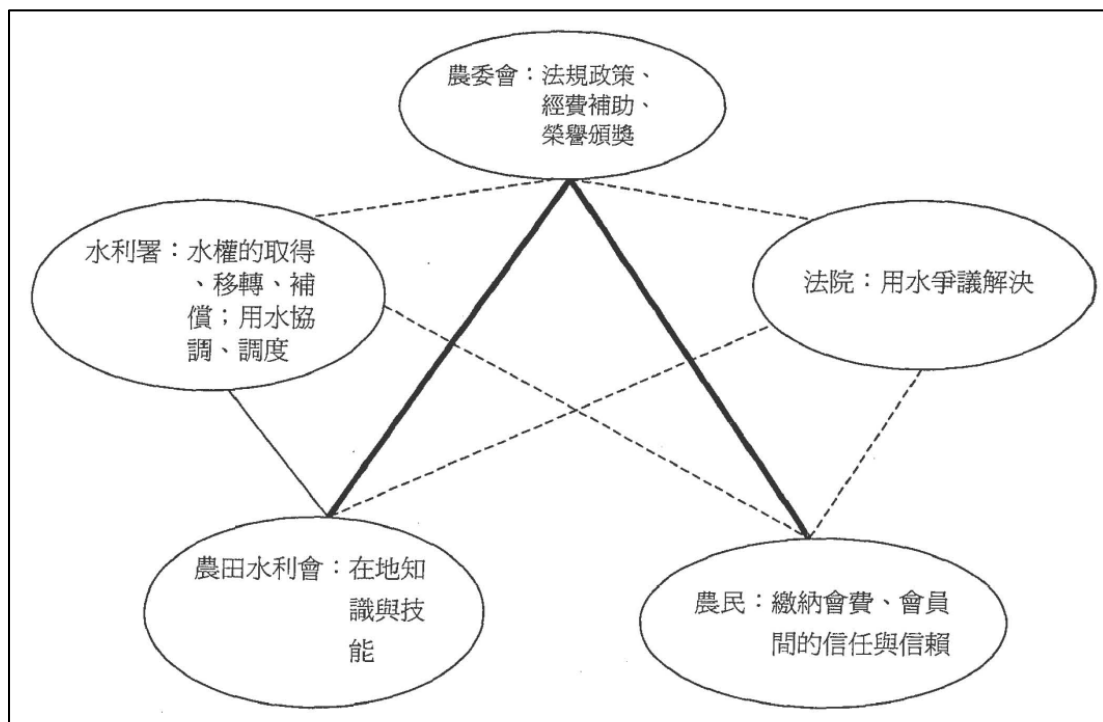 農委會：法規政策、
經費補助、
榮譽頒獎
水利署：水權的取得
、移轉、補
償；用水協
調、調度
法院：用水爭議解決
農田水利會：在地知
識與技
能
農民：繳納會費、會員
間的信任與信賴